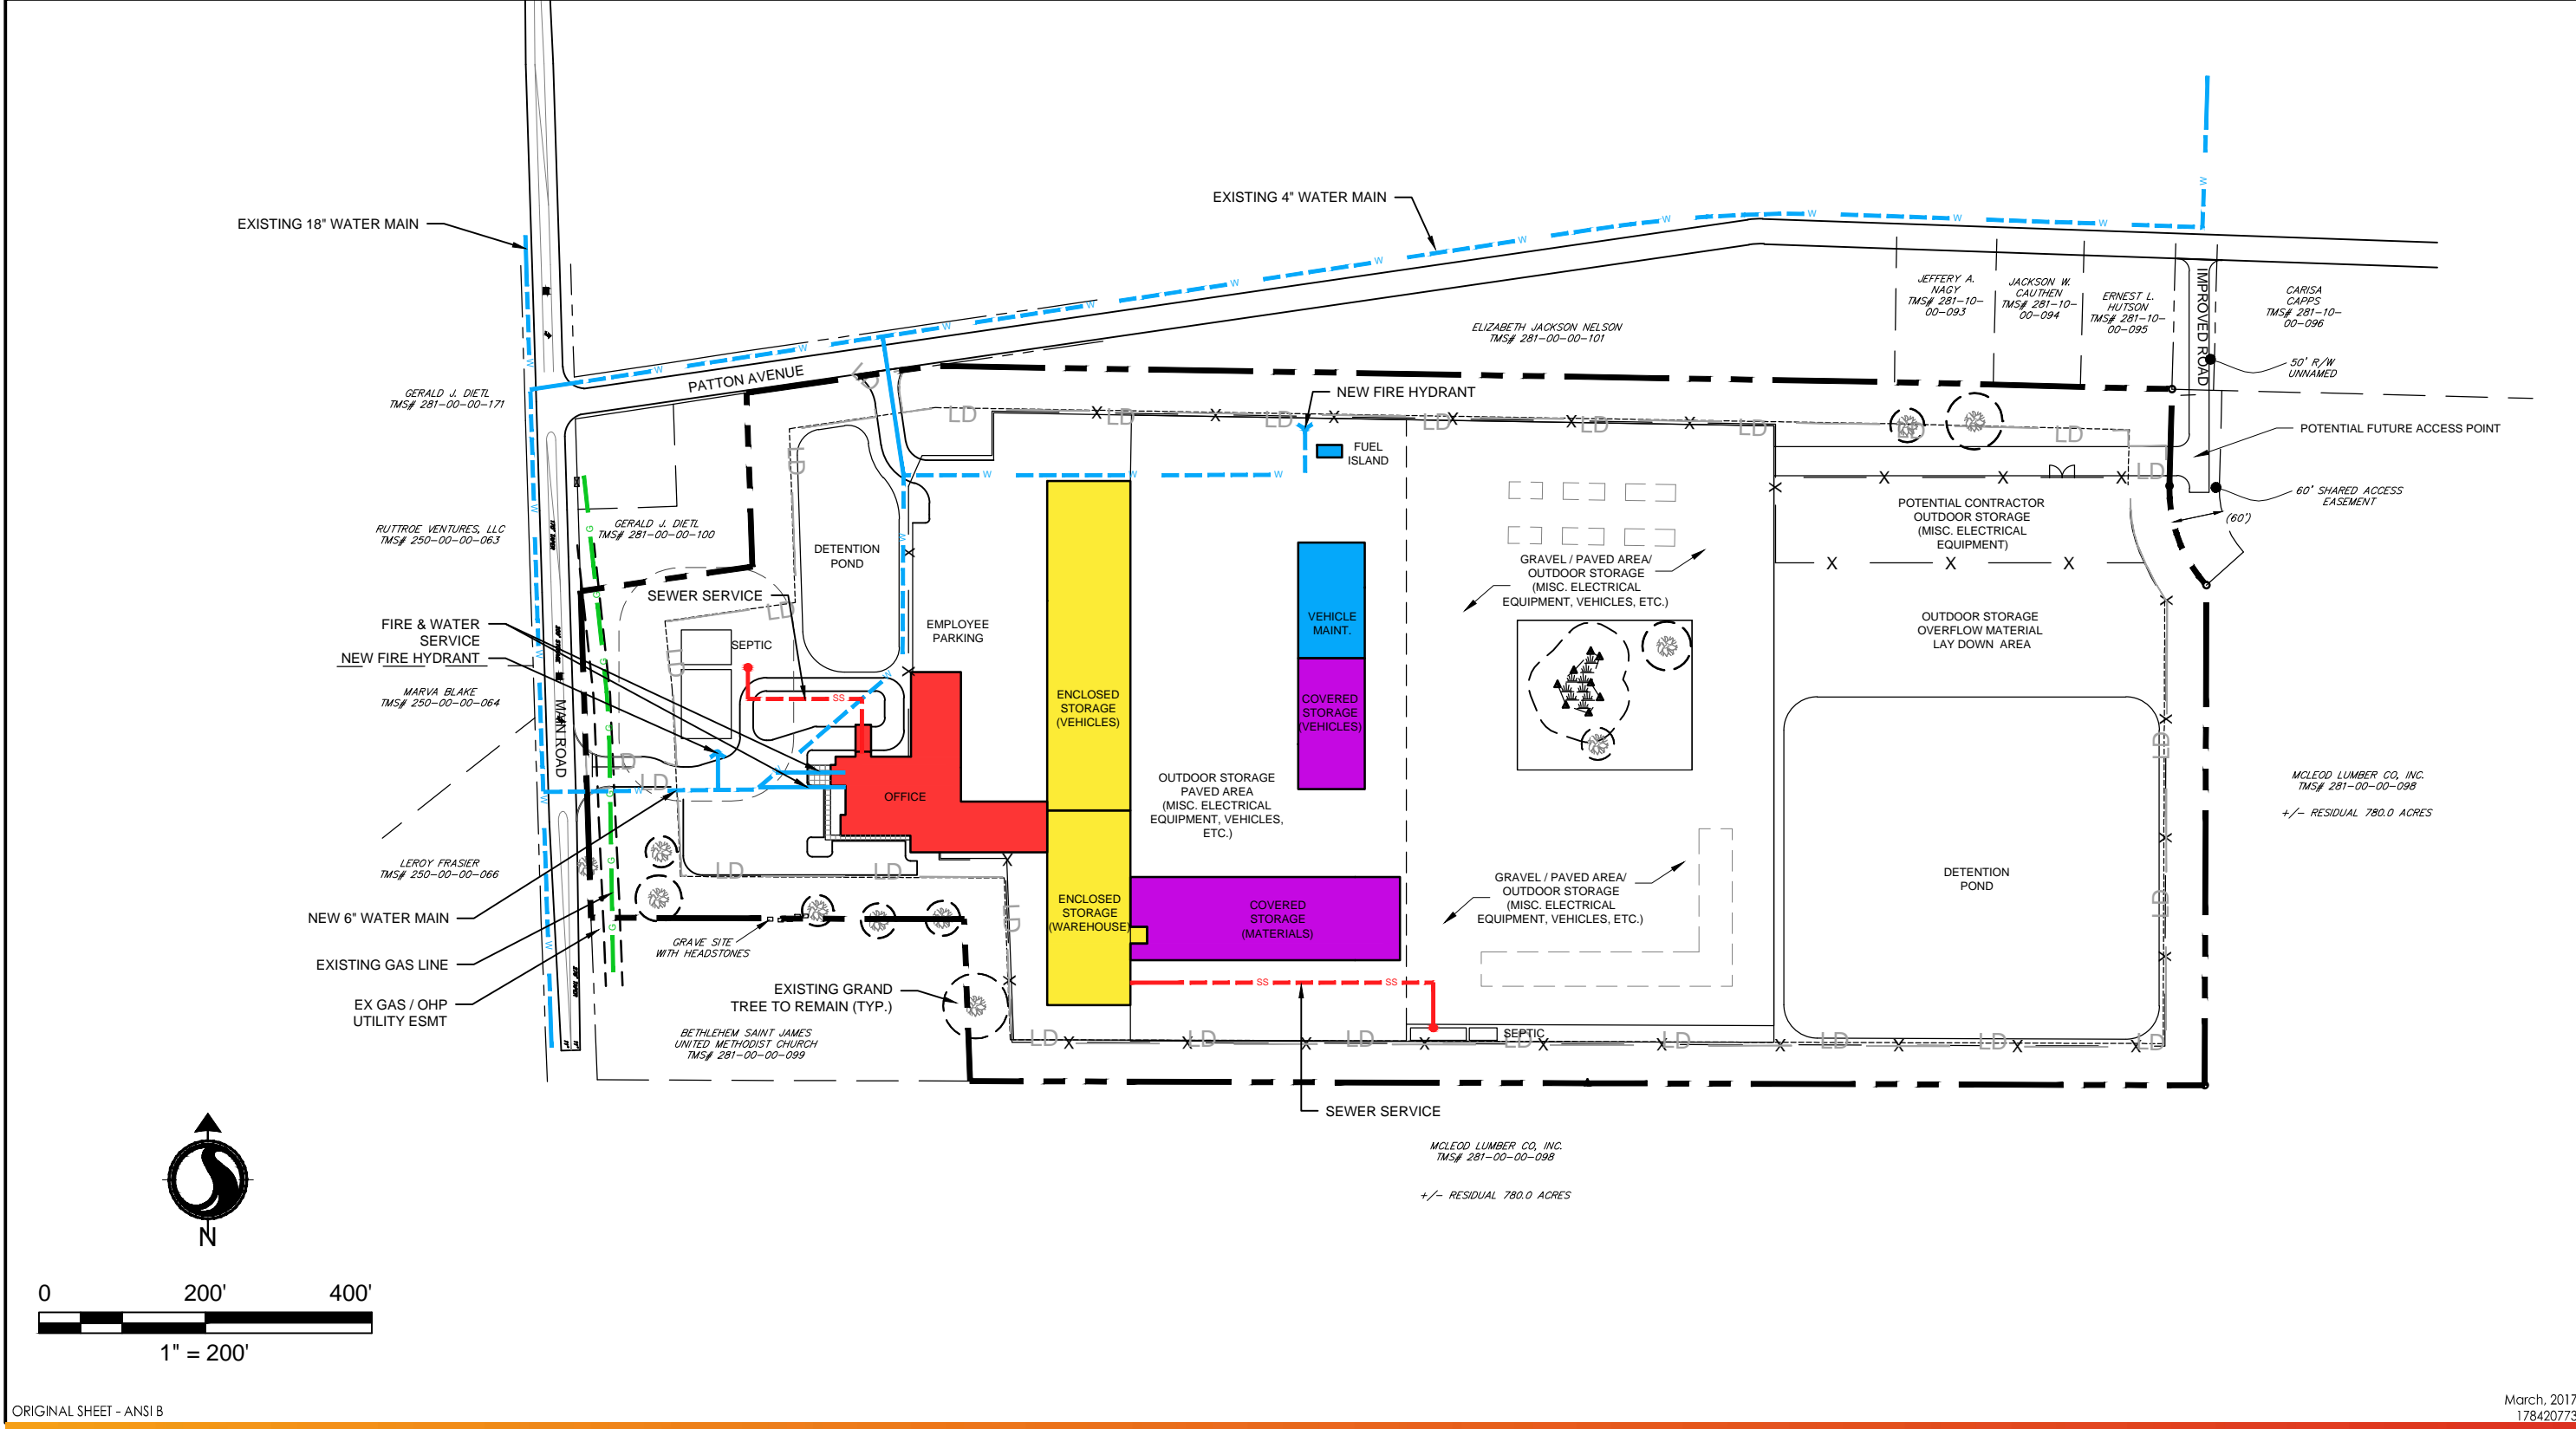 EXISTING 18" WATER MAIN
EXISTING 4" WATER MAIN
PATTON AVENUE
MAIN ROAD
IMPROVED ROAD
JEFFERY A.
NAGY
TMS# 281-10-
00-093
JACKSON W.
CAUTHEN
TMS# 281-10-
00-094
ERNEST L.
HUTSON
TMS# 281-10-
00-095
CARISA
CAPPS
TMS# 281-10-
00-096
ELIZABETH JACKSON NELSON
TMS# 281-00-00-101
50' R/W
UNNAMED
NEW FIRE HYDRANT
FUEL
ISLAND
POTENTIAL FUTURE ACCESS POINT
60' SHARED ACCESS
EASEMENT
(60')
GERALD J. DIETL
TMS# 281-00-00-171
RUTTROE VENTURES, LLC
TMS# 250-00-00-063
GERALD J. DIETL
TMS# 281-00-00-100
DETENTION
POND
POTENTIAL CONTRACTOR
OUTDOOR STORAGE
(MISC. ELECTRICAL
EQUIPMENT)
GRAVEL / PAVED AREA/
OUTDOOR STORAGE
(MISC. ELECTRICAL
EQUIPMENT, VEHICLES, ETC.)
SEWER SERVICE
FIRE & WATER
SERVICE
NEW FIRE HYDRANT
SEPTIC
EMPLOYEE
PARKING
VEHICLE
MAINT.
OUTDOOR STORAGE
OVERFLOW MATERIAL
LAY DOWN AREA
MARVA BLAKE
TMS# 250-00-00-064
ENCLOSED
STORAGE
(VEHICLES)
COVERED
STORAGE
(VEHICLES)
OFFICE
OUTDOOR STORAGE
PAVED AREA
(MISC. ELECTRICAL
EQUIPMENT, VEHICLES,
ETC.)
MCLEOD LUMBER CO, INC.
TMS# 281-00-00-098
+/- RESIDUAL 780.0 ACRES
LEROY FRASIER
TMS# 250-00-00-066
NEW 6" WATER MAIN
EXISTING GAS LINE
EX GAS / OHP
UTILITY ESMT
GRAVE SITE
WITH HEADSTONES
EXISTING GRAND
TREE TO REMAIN (TYP.)
BETHLEHEM SAINT JAMES
UNITED METHODIST CHURCH
TMS# 281-00-00-099
ENCLOSED
STORAGE
(WAREHOUSE)
COVERED
STORAGE
(MATERIALS)
GRAVEL / PAVED AREA/
OUTDOOR STORAGE
(MISC. ELECTRICAL
EQUIPMENT, VEHICLES, ETC.)
DETENTION
POND
SEPTIC
SEWER SERVICE
MCLEOD LUMBER CO, INC.
TMS# 281-00-00-098
+/- RESIDUAL 780.0 ACRES
N
0 200' 400'
1" = 200'
ORIGINAL SHEET - ANSI B
March, 2017
178420773